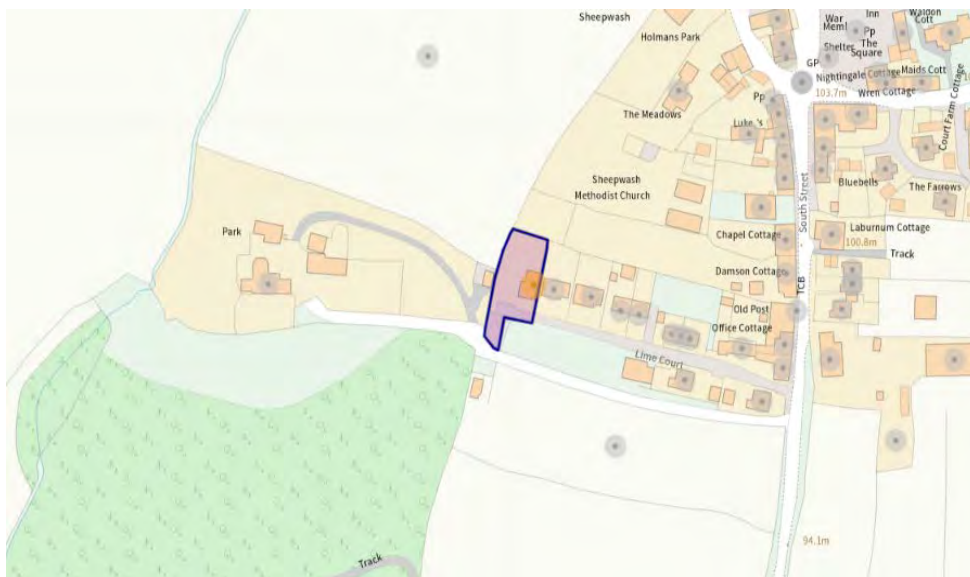 Sheepwash
Holmans Park
War
Meml
Inn
Pp
The
Square
Shelter
Waldon
Cott
GP
Nightingale Cottage
Maids Cott
103.7m
Wren Cottage
Court Farm Cottage
Pp
The Meadows
Luke's
Sheepwash
Methodist Church
Bluebells
The Farrows
South Street
Park
Chapel Cottage
Laburnum Cottage
100.8m
Track
Damson Cottage
TCB
Old Post
Office Cottage
Lime Court
94.1m
Track